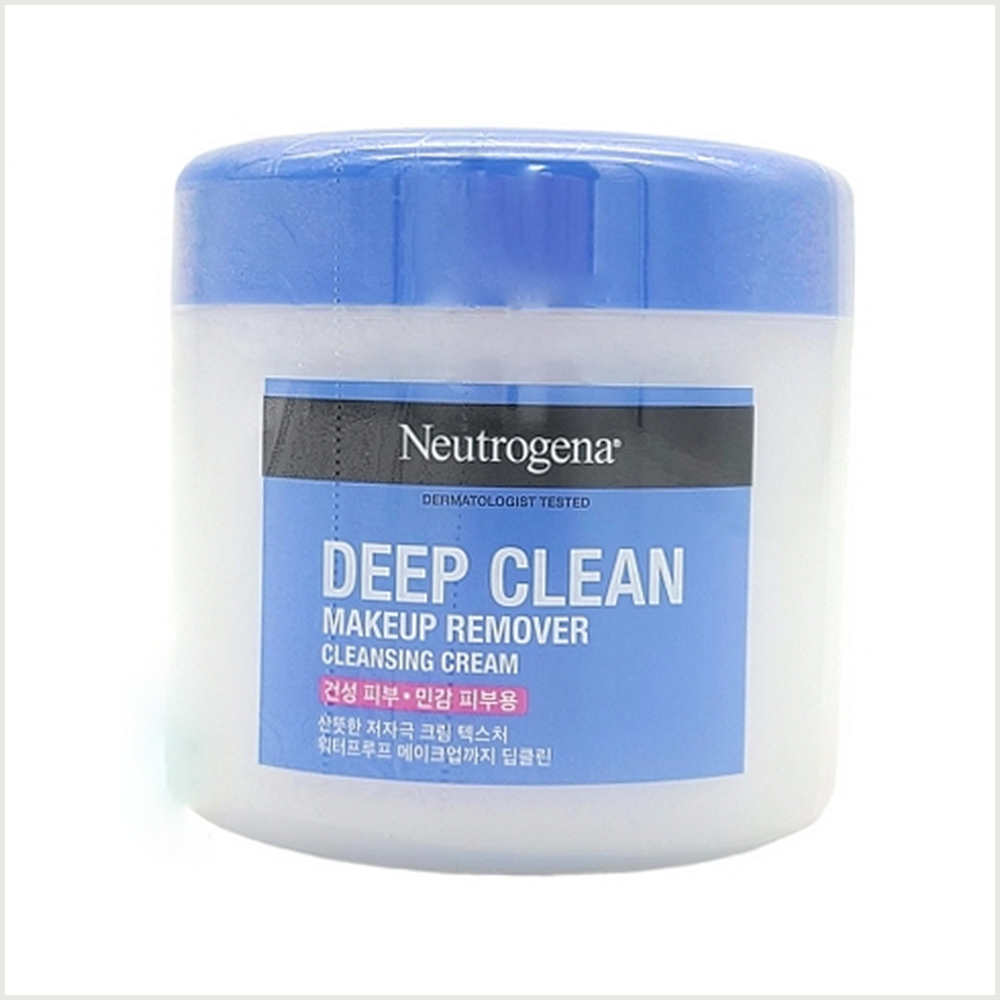 Neutrogena®
DERMATOLOGIST TESTED
DEEP CLEAN
MAKEUP REMOVER
CLEANSING CREAM
건성 피부•민감 피부용
산뜻한 저자극 크림 텍스처
워터프루프 메이크업까지 딥클린